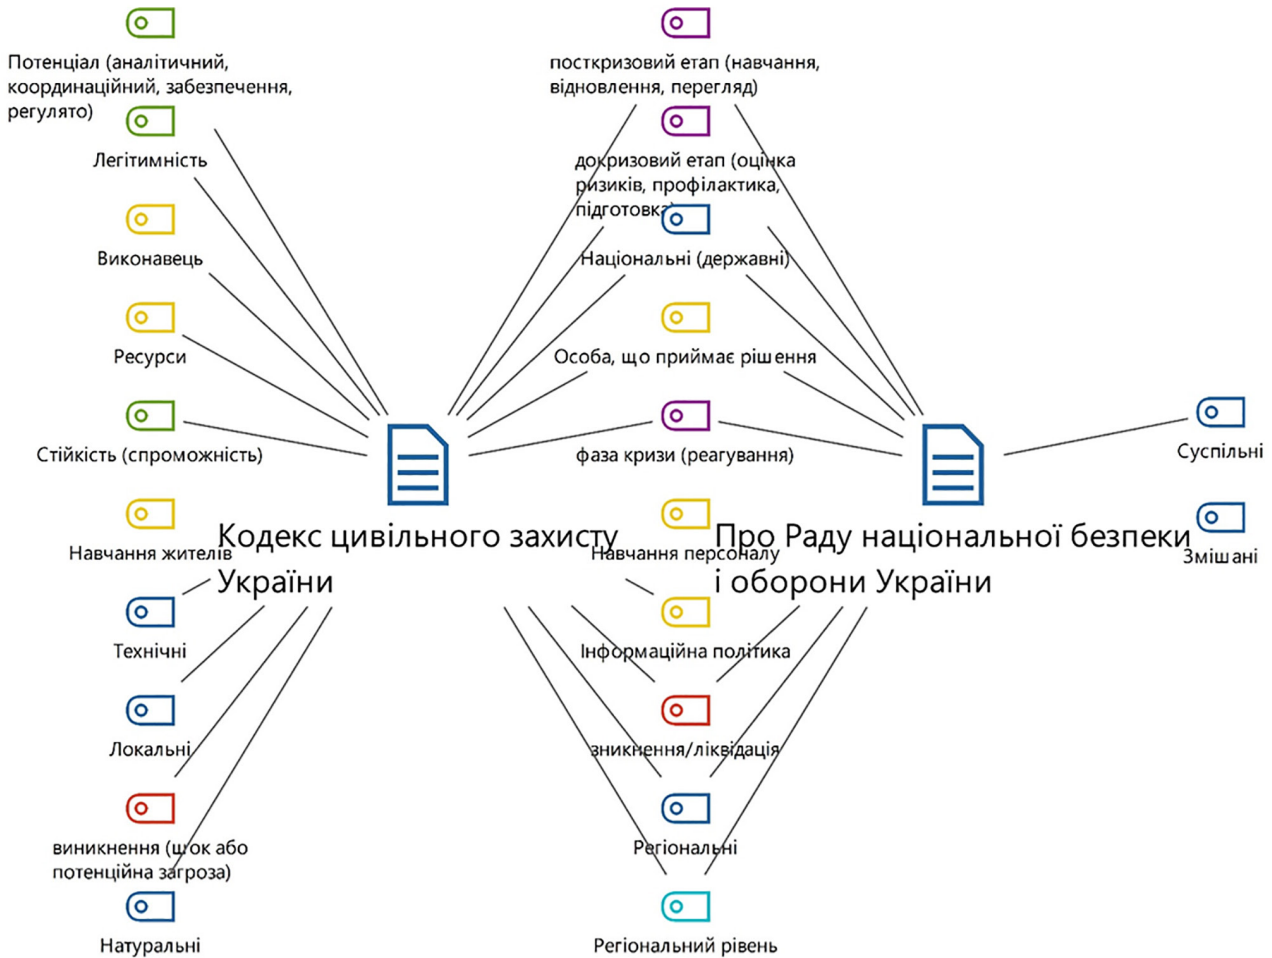 Потенціал (аналітичний,
координаційний, забезпечення,
регулято)
Легітимність
Виконавець
Ресурси
Стійкість (спроможність)
Навчання жителів
Технічні
Локальні
виникнення (шок або
потенційна загроза)
Натуральні
Кодекс цивільного захисту
України
посткризовий етап (навчання,
відновлення, перегляд)
докризовий етап (оцінка
ризиків, профілактика,
підготовка)
Національні (державні)
Особа, що приймає рішення
фаза кризи (реагування)
Навчання персоналу
Інформаційна політика
зникнення/ліквідація
Регіональні
Регіональний рівень
Про Раду національної безпеки
і оборони України
Суспільні
Змішані